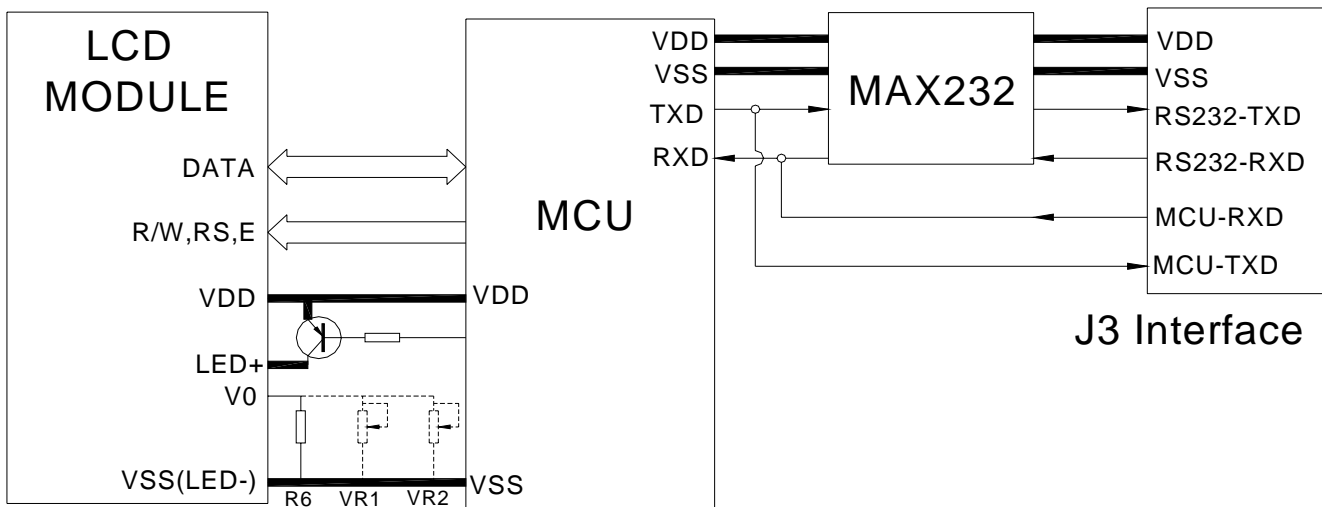 LCD
MODULE
DATA
R/W,RS,E
VDD
LED+
V0
VSS(LED-)
R6
VR1
VR2
MCU
VDD
VSS
VDD
VSS
TXD
RXD
MAX232
VDD
VSS
RS232-TXD
RS232-RXD
MCU-RXD
MCU-TXD
J3 Interface